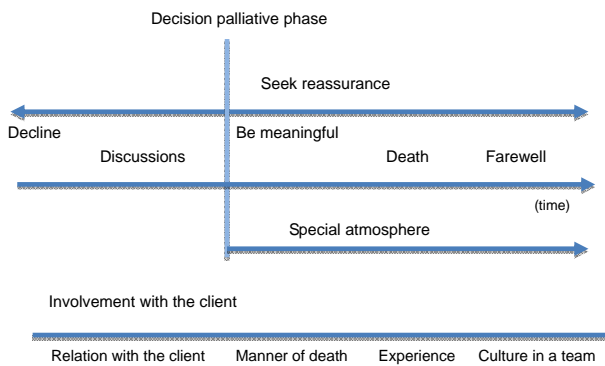 Decision palliative phase
Seek reassurance
Decline Be meaningful
Discussions Death Farewell
(time)
Special atmosphere
Involvement with the client
Relation with the client Manner of death Experience Culture in a team